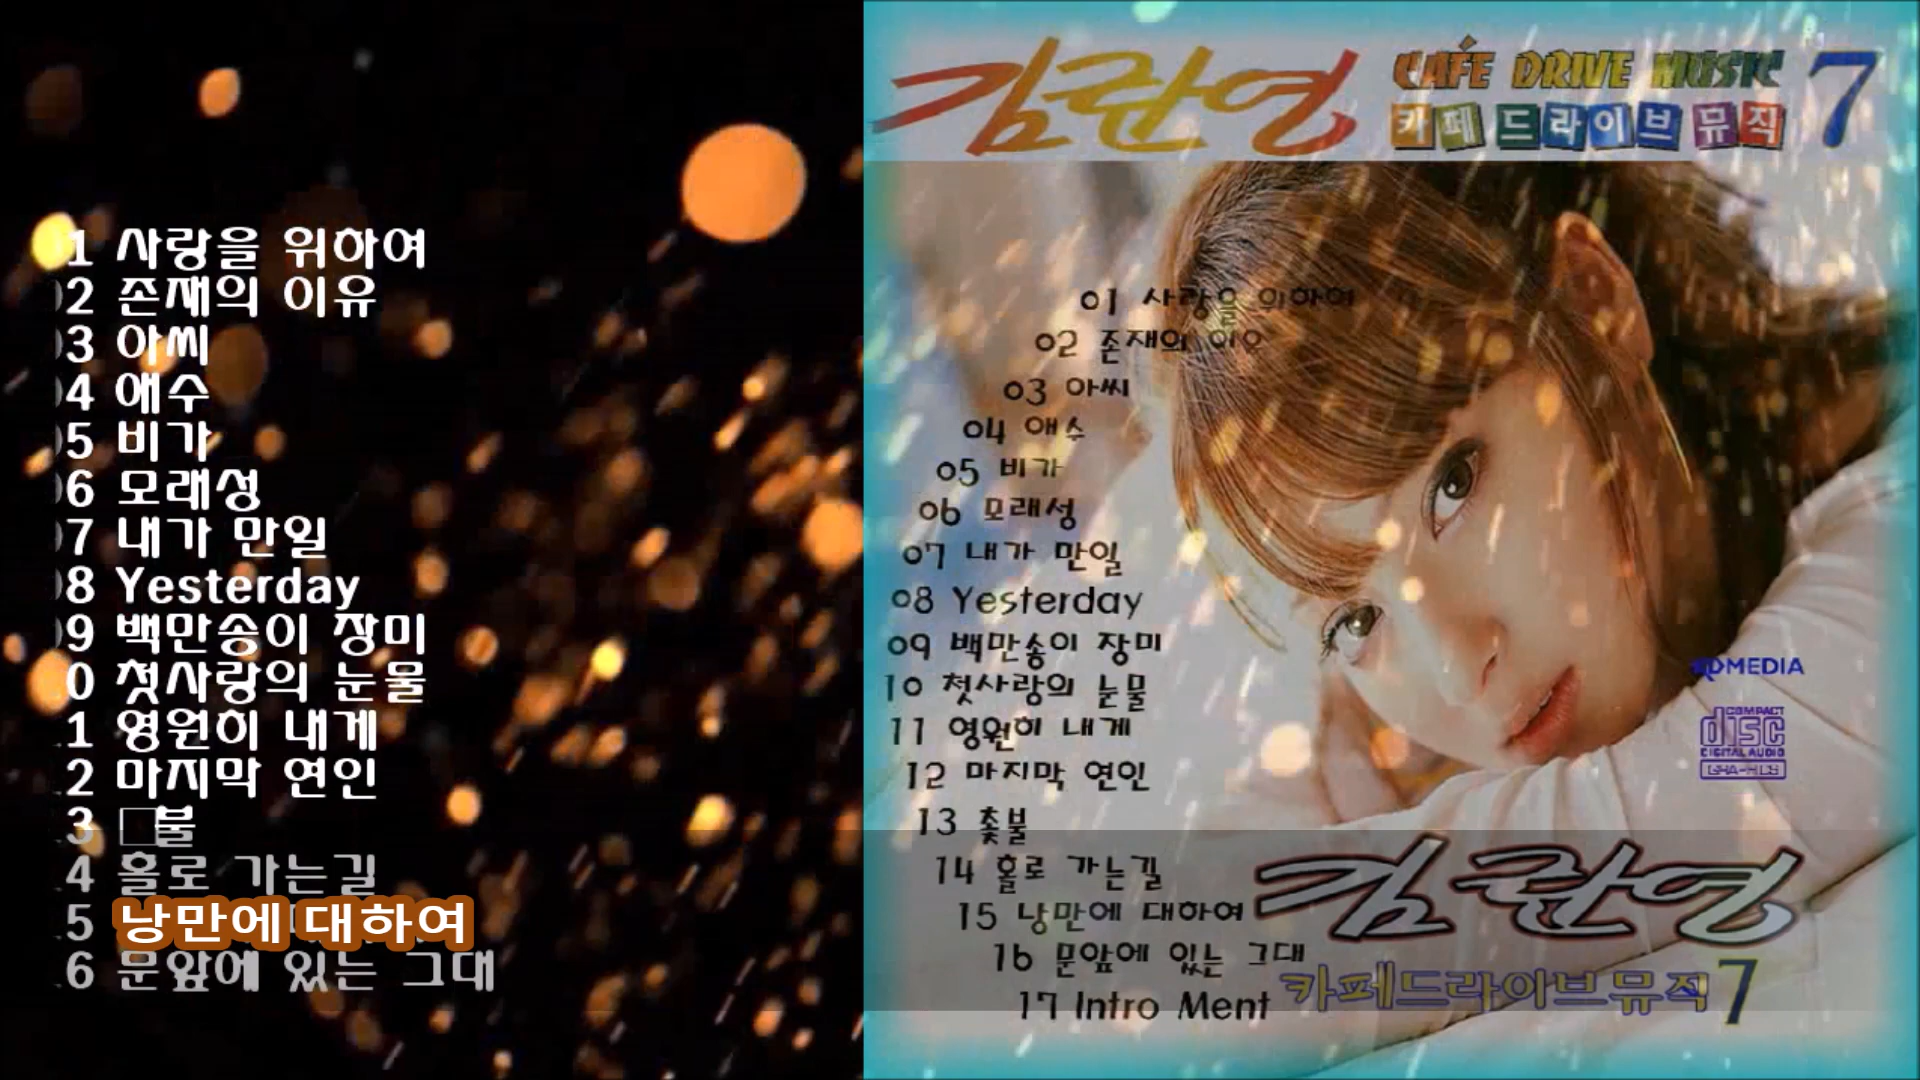 1 사랑을 위하여
2 존재의 이유
3 아씨
4 애수
5 비가
6 모래성
7 내가 만일
8 Yesterday
9 백만송이 장미
0 첫사랑의 눈물
1 영원히 내게
2 마지막 연인
3 □불
4 홀로 가는길
5 낭만에 대하여
6 문앞에 있는 그대
김란영 CAFE DRIVE MUSIC 7
카페 드라이브 뮤직
01 사랑을 위하여
02 존재의 이유
03 아씨
04 애수
05 비가
06 모래성
07 내가 만일
08 Yesterday
09 백만송이 장미
10 첫사랑의 눈물
11 영원히 내게
12 마지막 연인
13 촛불
14 홀로 가는길
15 낭만에 대하여
16 문앞에 있는 그대
17 Intro Ment
MEDIA
COMPACT
disc
DIGITAL AUDIO
김란영
카페드라이브뮤직 7